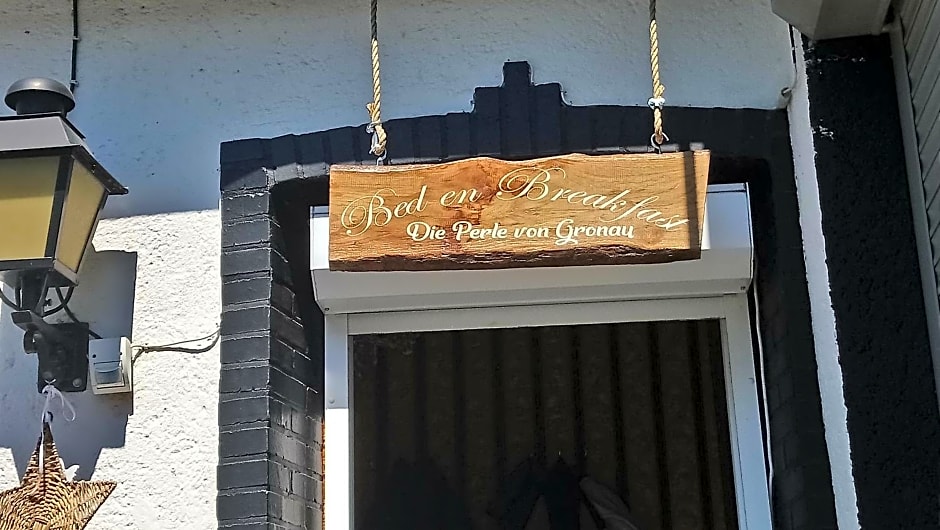 Bed en Breakfast
Die Perle von Gronau